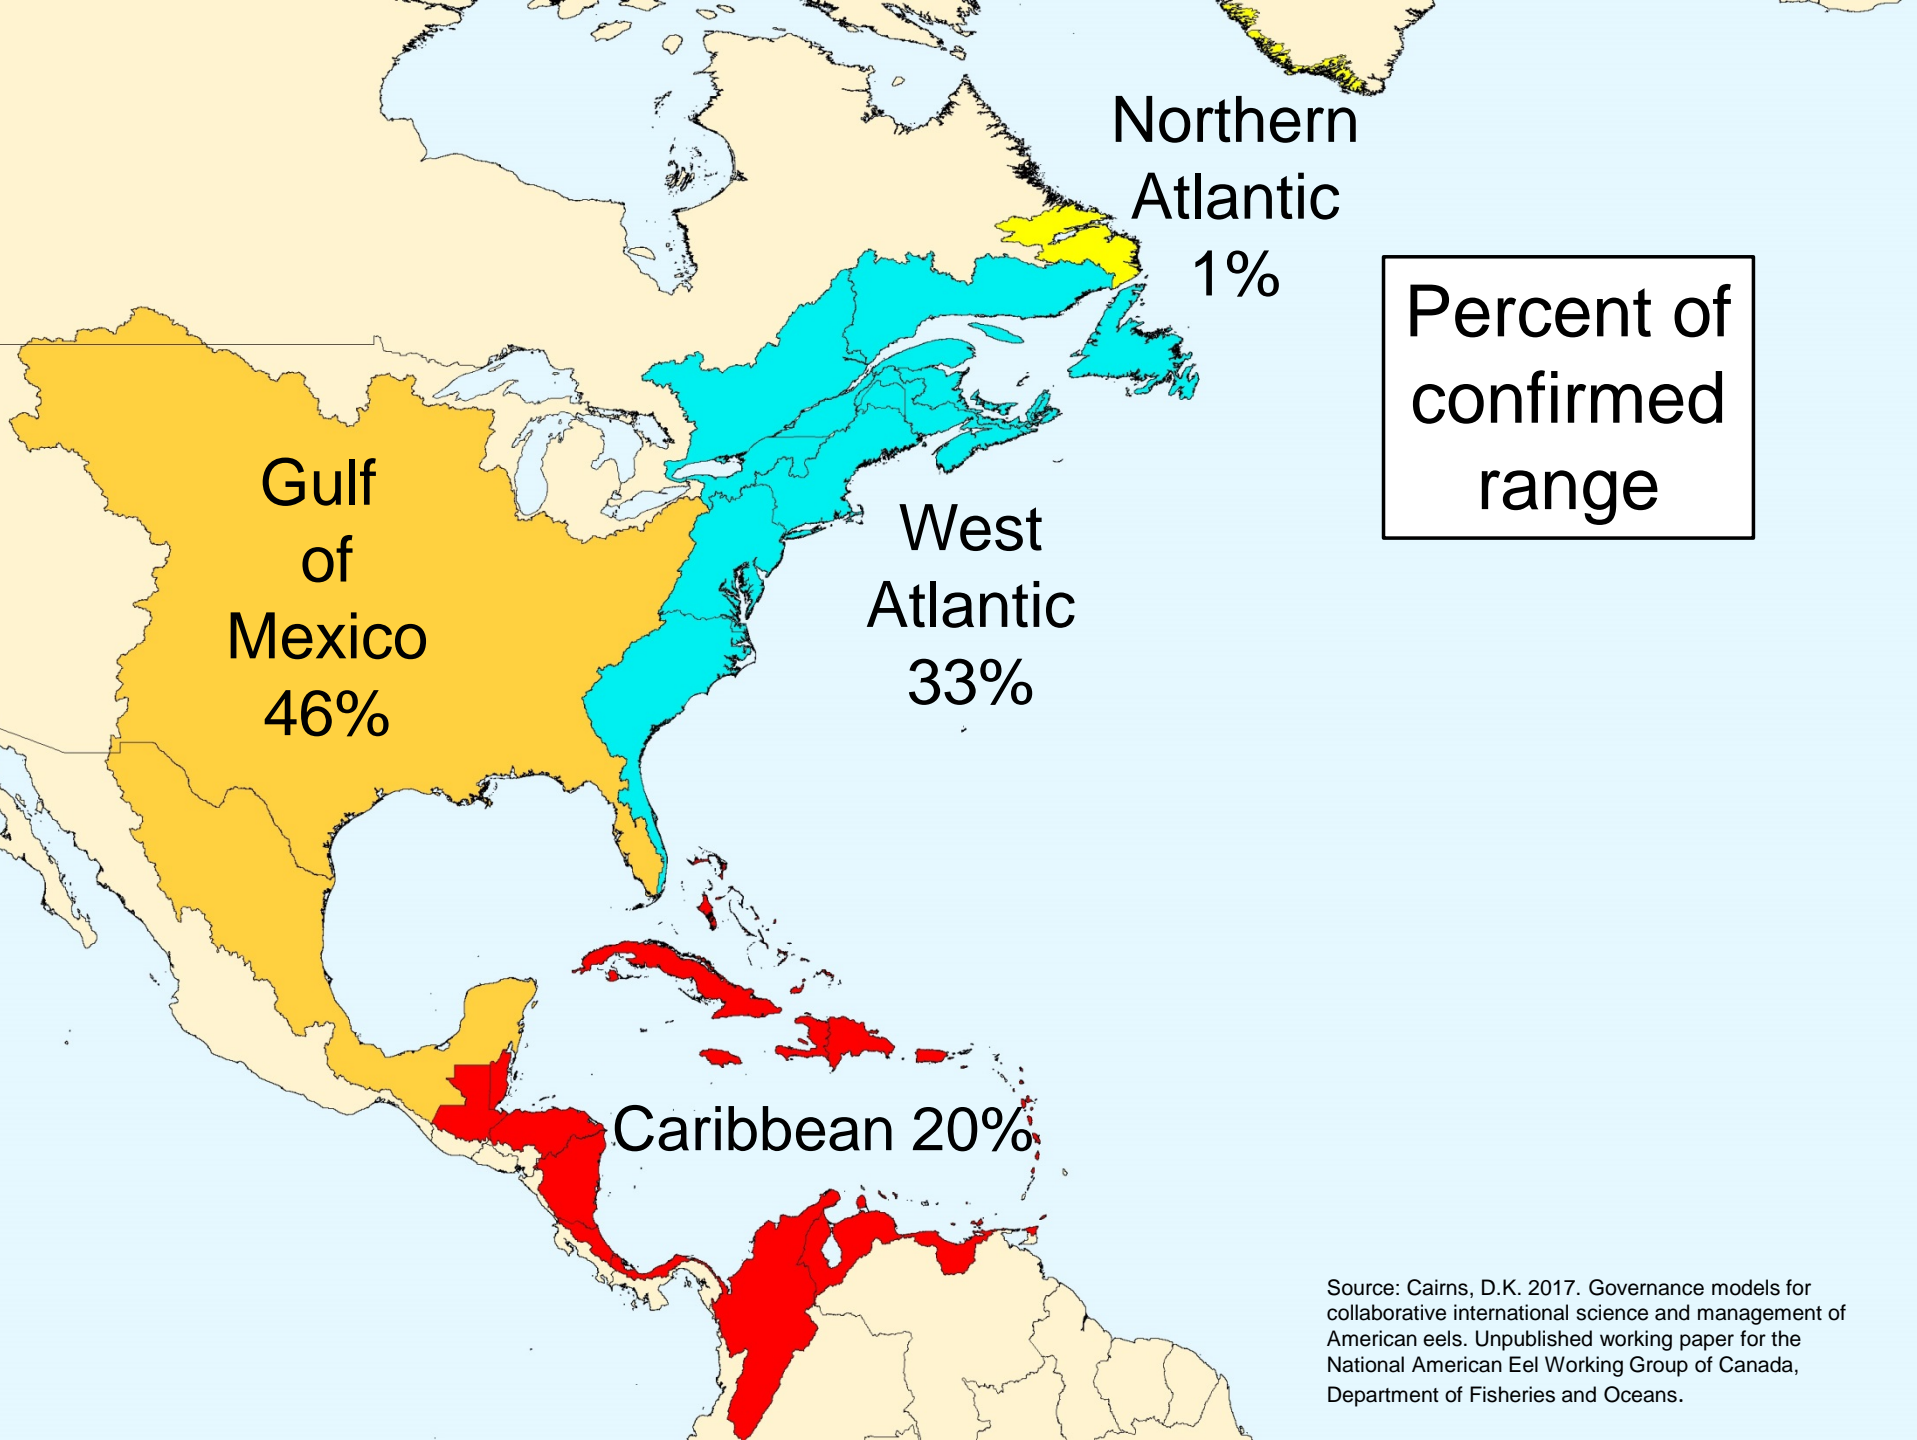 Northern
Atlantic
1%
Percent of
confirmed
range
Gulf
of
Mexico
46%
West
Atlantic
33%
Caribbean 20%
Source: Cairns, D.K. 2017. Governance models for
collaborative international science and management of
American eels. Unpublished working paper for the
National American Eel Working Group of Canada,
Department of Fisheries and Oceans.